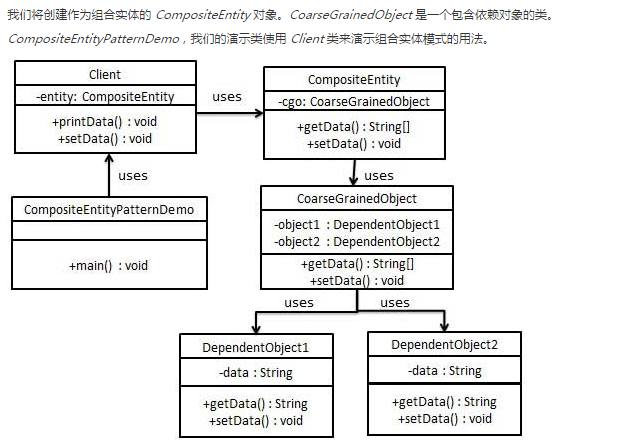 我们将创建作为组合实体的 CompositeEntity 对象。CoarseGrainedObject 是一个包含依赖对象的类。
CompositeEntityPatternDemo，我们的演示类使用 Client 类来演示组合实体模式的用法。
Client
-entity: CompositeEntity
+printData() : void
+setData() : void
uses
CompositeEntity
-cgo: CoarseGrainedObject
+getData() : String[]
+setData() : void
uses
uses
CompositeEntityPatternDemo
+main() : void
CoarseGrainedObject
-object1 : DependentObject1
-object2 : DependentObject2
+getData() : String[]
+setData() : void
uses
uses
DependentObject1
-data : String
+getData() : String
+setData() : void
DependentObject2
-data : String
+getData() : String
+setData() : void